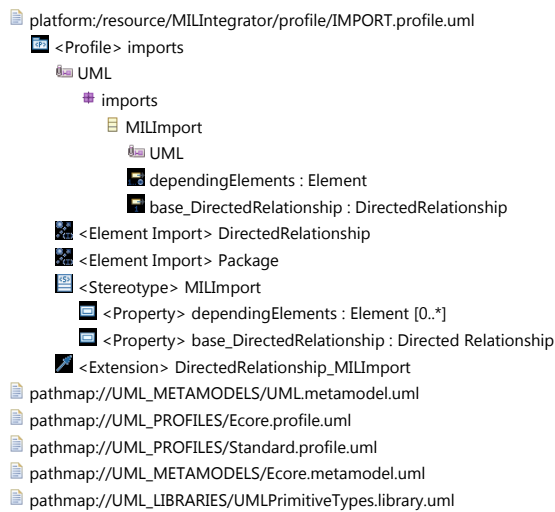 platform:/resource/MILIntegrator/profile/IMPORT.profile.uml
<Profile> imports
UML
imports
MILImport
UML
dependingElements : Element
base_DirectedRelationship : DirectedRelationship
<Element Import> DirectedRelationship
<Element Import> Package
<Stereotype> MILImport
<Property> dependingElements : Element [0..*]
<Property> base_DirectedRelationship : Directed Relationship
<Extension> DirectedRelationship_MILImport
pathmap://UML_METAMODELS/UML.metamodel.uml
pathmap://UML_PROFILES/Ecore.profile.uml
pathmap://UML_PROFILES/Standard.profile.uml
pathmap://UML_METAMODELS/Ecore.metamodel.uml
pathmap://UML_LIBRARIES/UMLPrimitiveTypes.library.uml